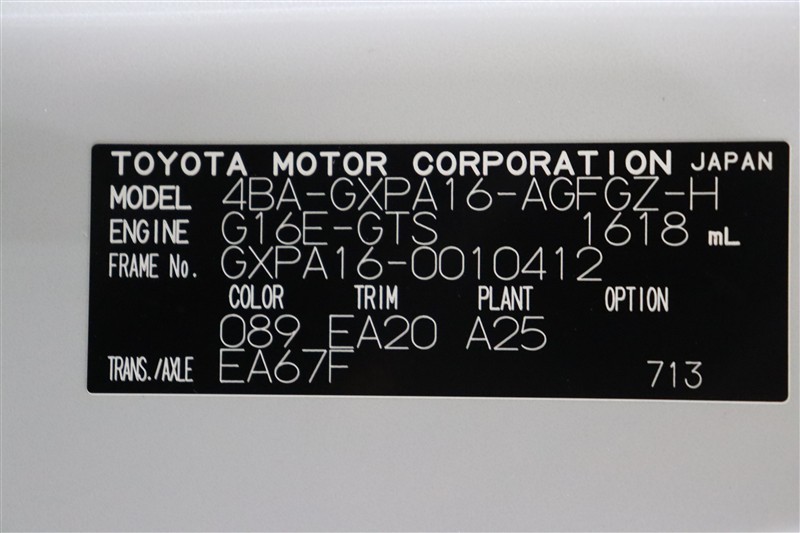 TOYOTA MOTOR CORPORATION JAPAN
MODEL 4BA-GXPA16-AGFGZ-H
ENGINE G16E-GTS 1618 mL
FRAME No. GXPA16-0010412
COLOR TRIM PLANT OPTION
089 EA20 A25
TRANS./AXLE EA67F 713